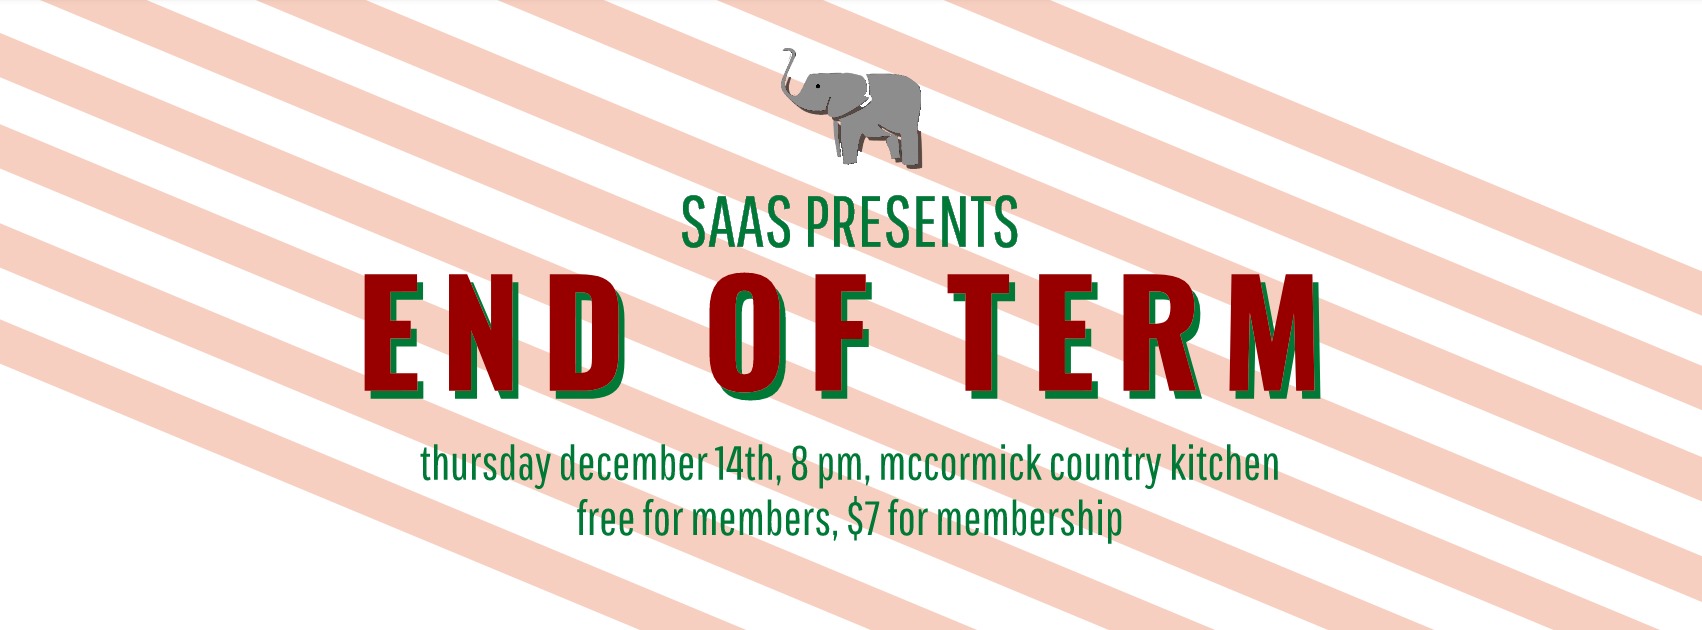 SAAS PRESENTS
END OF TERM
thursday december 14th, 8 pm, mccormick country kitchen
free for members, $7 for membership